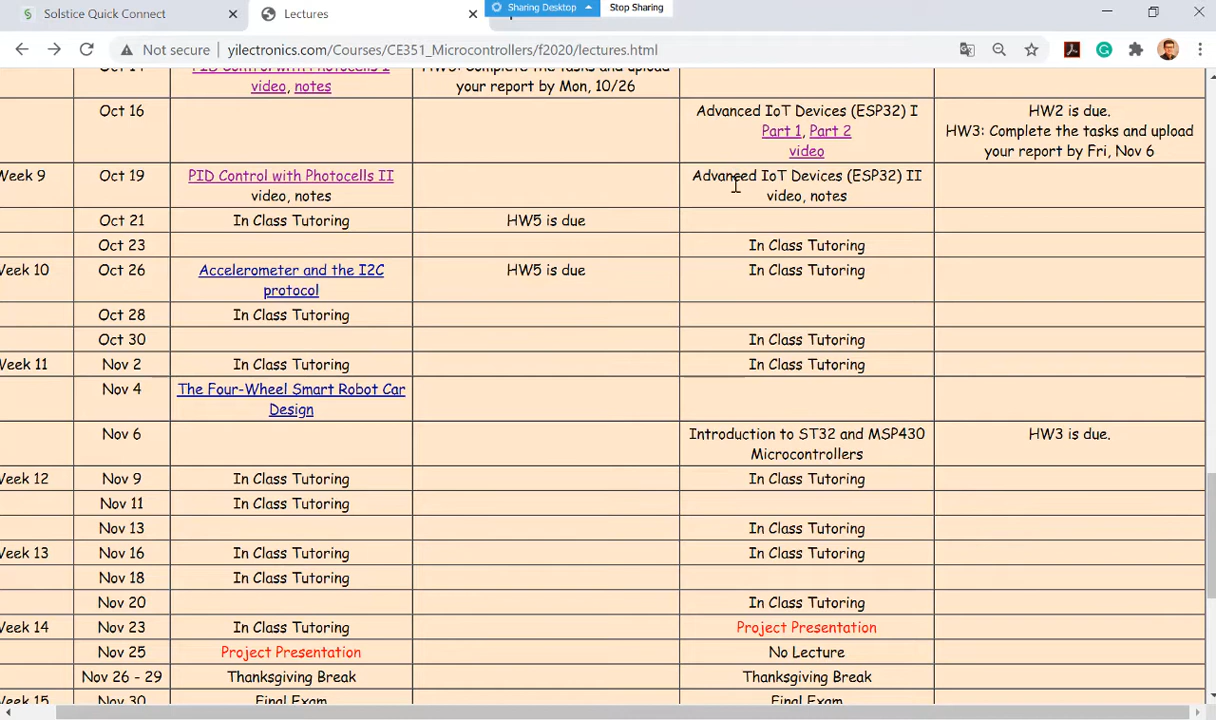 Solstice Quick Connect
Lectures
Sharing Desktop
Stop Sharing
Not secure
yilectronics.com/Courses/CE351_Microcontrollers/f2020/lectures.html
PID Control with Photocells I
video, notes
HW5: Complete the tasks and upload
your report by Mon, 10/26
Oct 16
Advanced IoT Devices (ESP32) I
Part 1, Part 2
video
HW2 is due.
HW3: Complete the tasks and upload
your report by Fri, Nov 6
Week 9
Oct 19
PID Control with Photocells II
video, notes
Advanced IoT Devices (ESP32) II
video, notes
Oct 21
In Class Tutoring
HW5 is due
Oct 23
In Class Tutoring
Week 10
Oct 26
Accelerometer and the I2C
protocol
HW5 is due
In Class Tutoring
Oct 28
In Class Tutoring
Oct 30
In Class Tutoring
Week 11
Nov 2
In Class Tutoring
In Class Tutoring
Nov 4
The Four-Wheel Smart Robot Car
Design
Nov 6
Introduction to ST32 and MSP430
Microcontrollers
HW3 is due.
Week 12
Nov 9
In Class Tutoring
In Class Tutoring
Nov 11
In Class Tutoring
Nov 13
In Class Tutoring
Week 13
Nov 16
In Class Tutoring
In Class Tutoring
Nov 18
In Class Tutoring
Nov 20
In Class Tutoring
Week 14
Nov 23
In Class Tutoring
Project Presentation
Nov 25
Project Presentation
No Lecture
Nov 26 - 29
Thanksgiving Break
Thanksgiving Break
Week 15
Nov 30
Final Exam
Final Exam